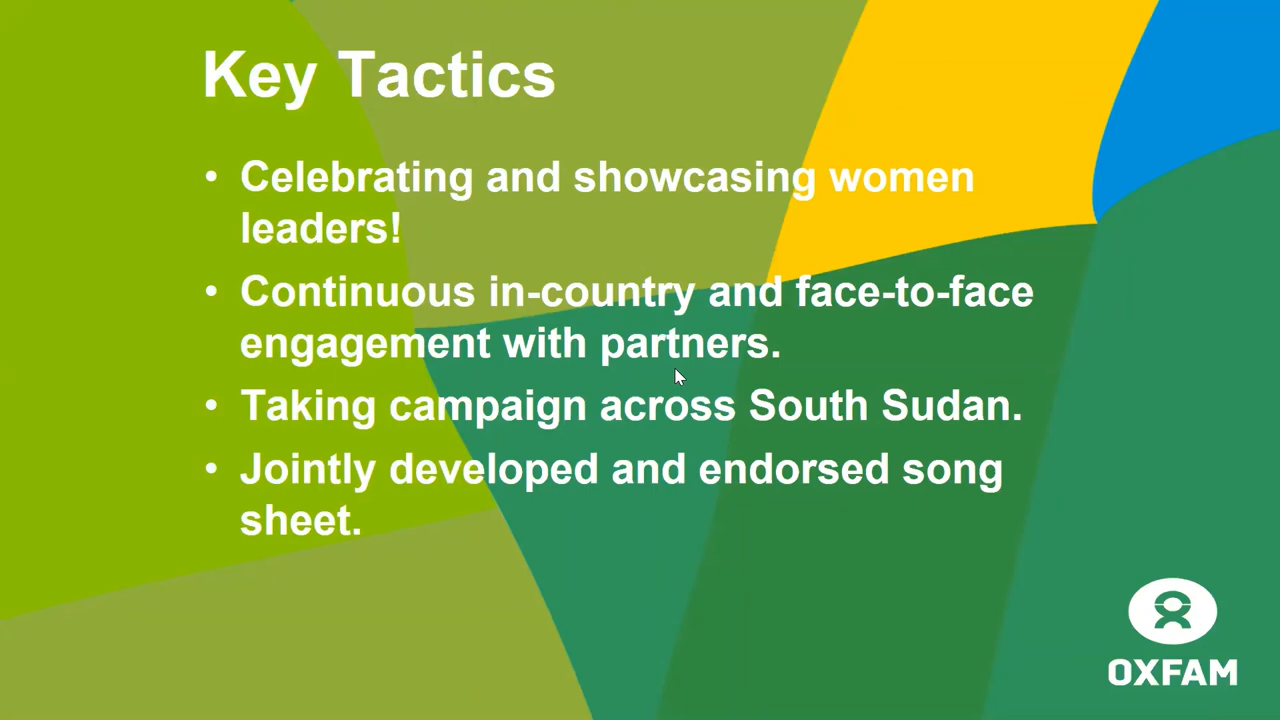 Key Tactics
• Celebrating and showcasing women
leaders!
• Continuous in-country and face-to-face
engagement with partners.
• Taking campaign across South Sudan.
• Jointly developed and endorsed song
sheet.
OXFAM